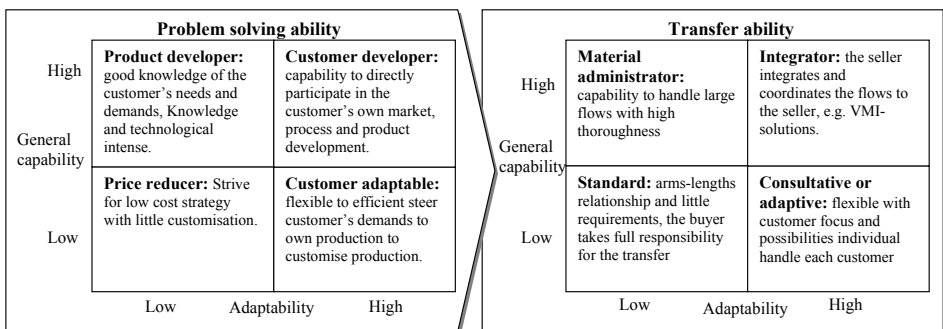 Problem solving ability
High
General
capability
Low
Product developer:
good knowledge of the
customer's needs and
demands, Knowledge
and technological
intense.
Customer developer:
capability to directly
participate in the
customer's own market,
process and product
development.
Price reducer: Strive
for low cost strategy
with little customisation.
Customer adaptable:
flexible to efficient steer
customer's demands to
own production to
customise production.
Low
Adaptability
High
Transfer ability
High
General
capability
Low
Material
administrator:
capability to handle large
flows with high
thoroughness
Integrator: the seller
integrates and
coordinates the flows to
the seller, e.g. VMI-
solutions.
Standard: arms-lengths
relationship and little
requirements, the buyer
takes full responsibility
for the transfer
Consultative or
adaptive: flexible with
customer focus and
possibilities individual
handle each customer
Low
Adaptability
High